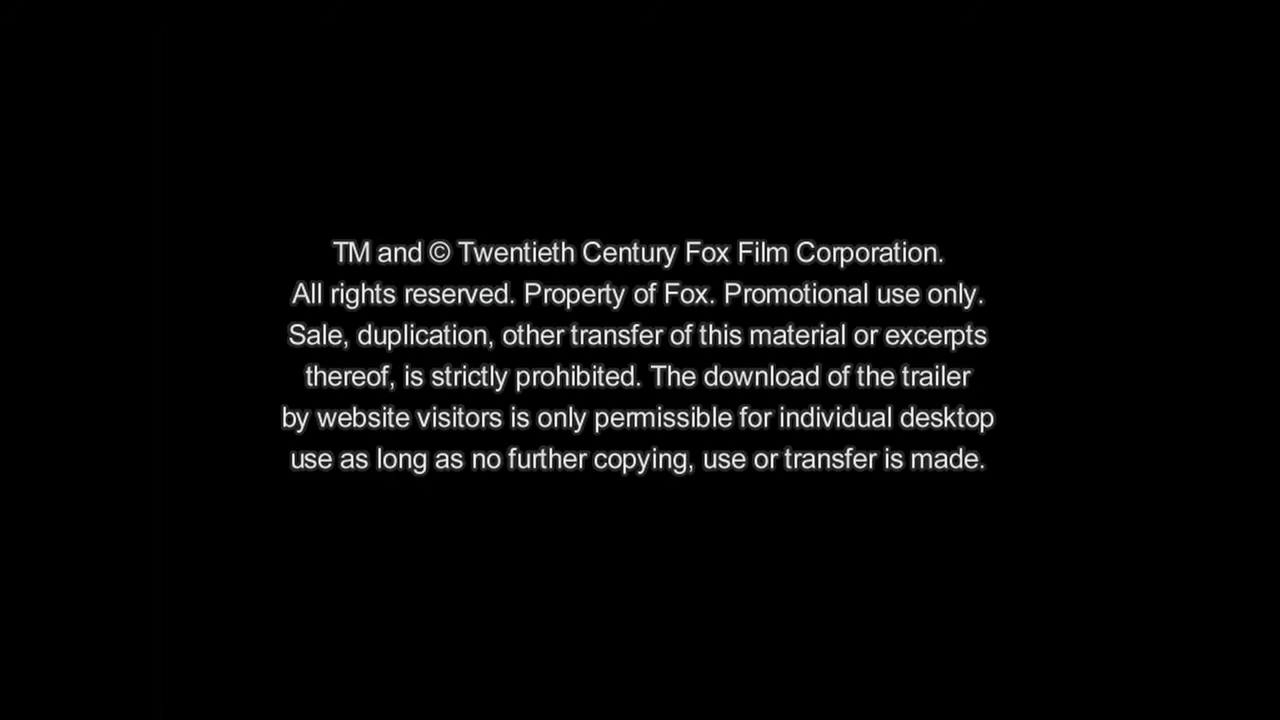 TM and © Twentieth Century Fox Film Corporation.
All rights reserved. Property of Fox. Promotional use only.
Sale, duplication, other transfer of this material or excerpts
thereof, is strictly prohibited. The download of the trailer
by website visitors is only permissible for individual desktop
use as long as no further copying, use or transfer is made.